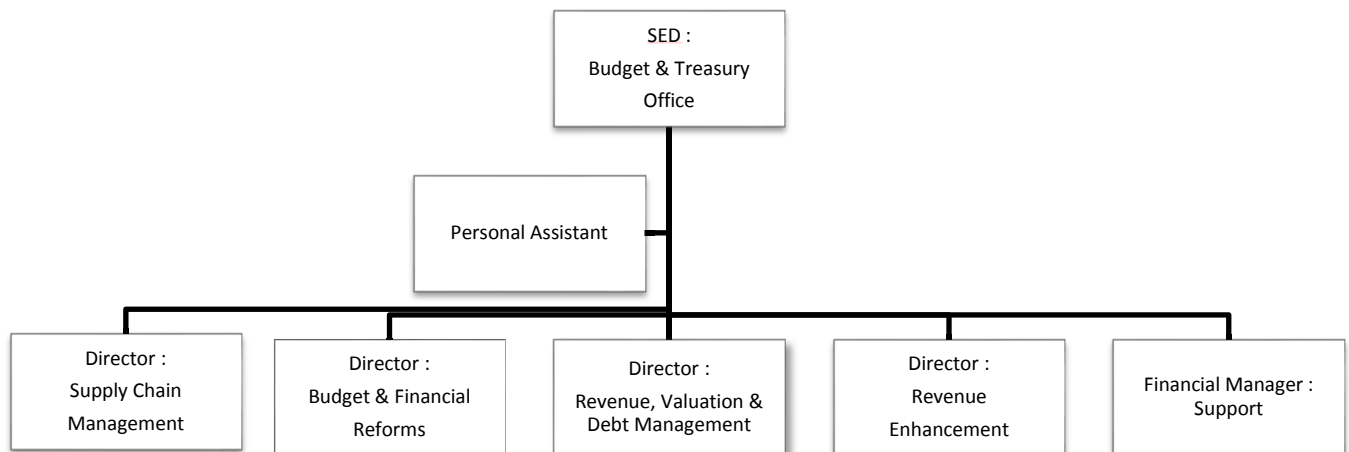 SED :
Budget & Treasury
Office
Personal Assistant
Director :
Supply Chain
Management
Director :
Budget & Financial
Reforms
Director :
Revenue, Valuation &
Debt Management
Director :
Revenue
Enhancement
Financial Manager :
Support